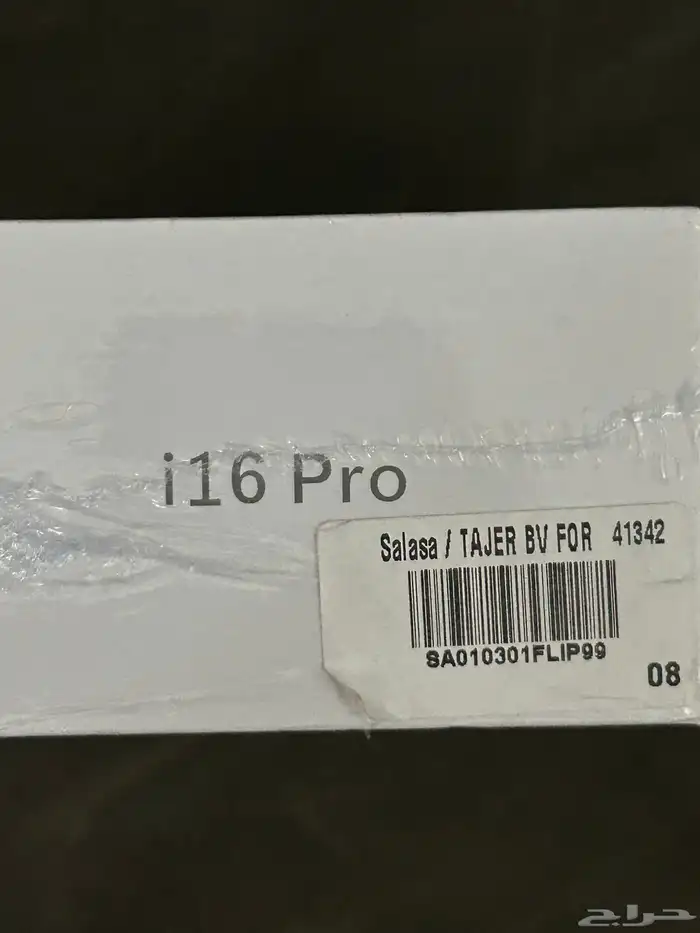 i16 Pro
Salasa / TAJER BV FOR 41342
SA010301FLIP99
08
حراج